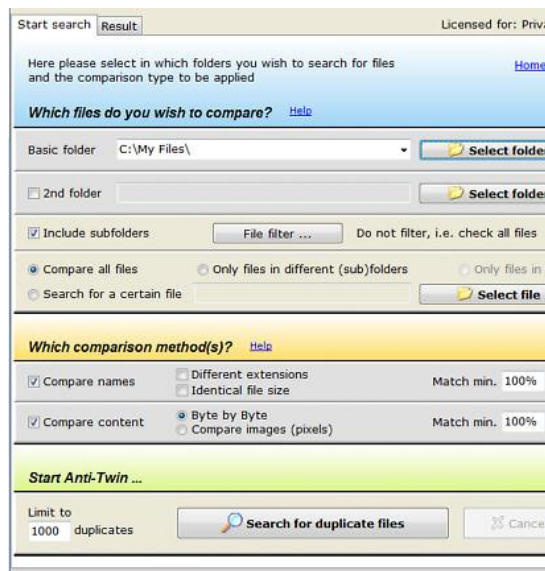 Start search Result Licensed for: Priva
Here please select in which folders you wish to search for files
and the comparison type to be applied
Home
Which files do you wish to compare? Help
Basic folder C:\My Files\ Select folde
2nd folder Select folde
Include subfolders File filter ... Do not filter, i.e. check all files
Compare all files Only files in different (sub)folders Only files in
Search for a certain file Select file
Which comparison method(s)? Help
Compare names Different extensions Match min. 100%
Identical file size
Compare content Byte by Byte Match min. 100%
Compare images (pixels)
Start Anti-Twin ...
Limit to
1000 duplicates Search for duplicate files Cance